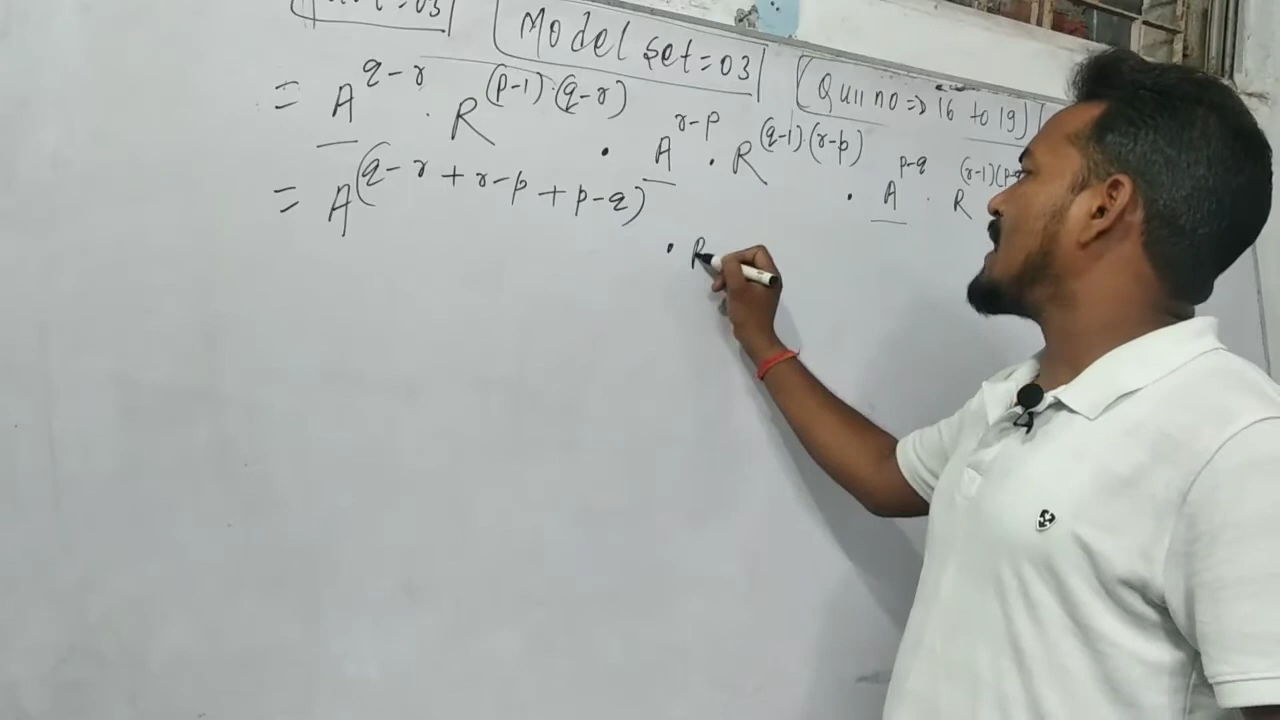 Model Set=03
Qu11 no => 16 to 19)
= A^{q-r} · R^{(p-1)·(q-r)} · A^{r-p} · R^{(q-1)·(r-p)} · A^{p-q} · R^{(r-1)(p-q
= A^{(q-r+r-p+p-q)}
· R